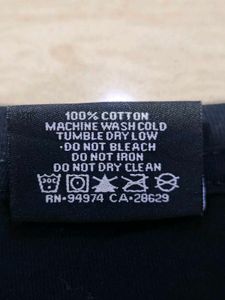 100% COTTON
MACHINE WASH COLD
TUMBLE DRY LOW
·DO NOT BLEACH
DO NOT IRON
DO NOT DRY CLEAN
RN·94974 CA·28629